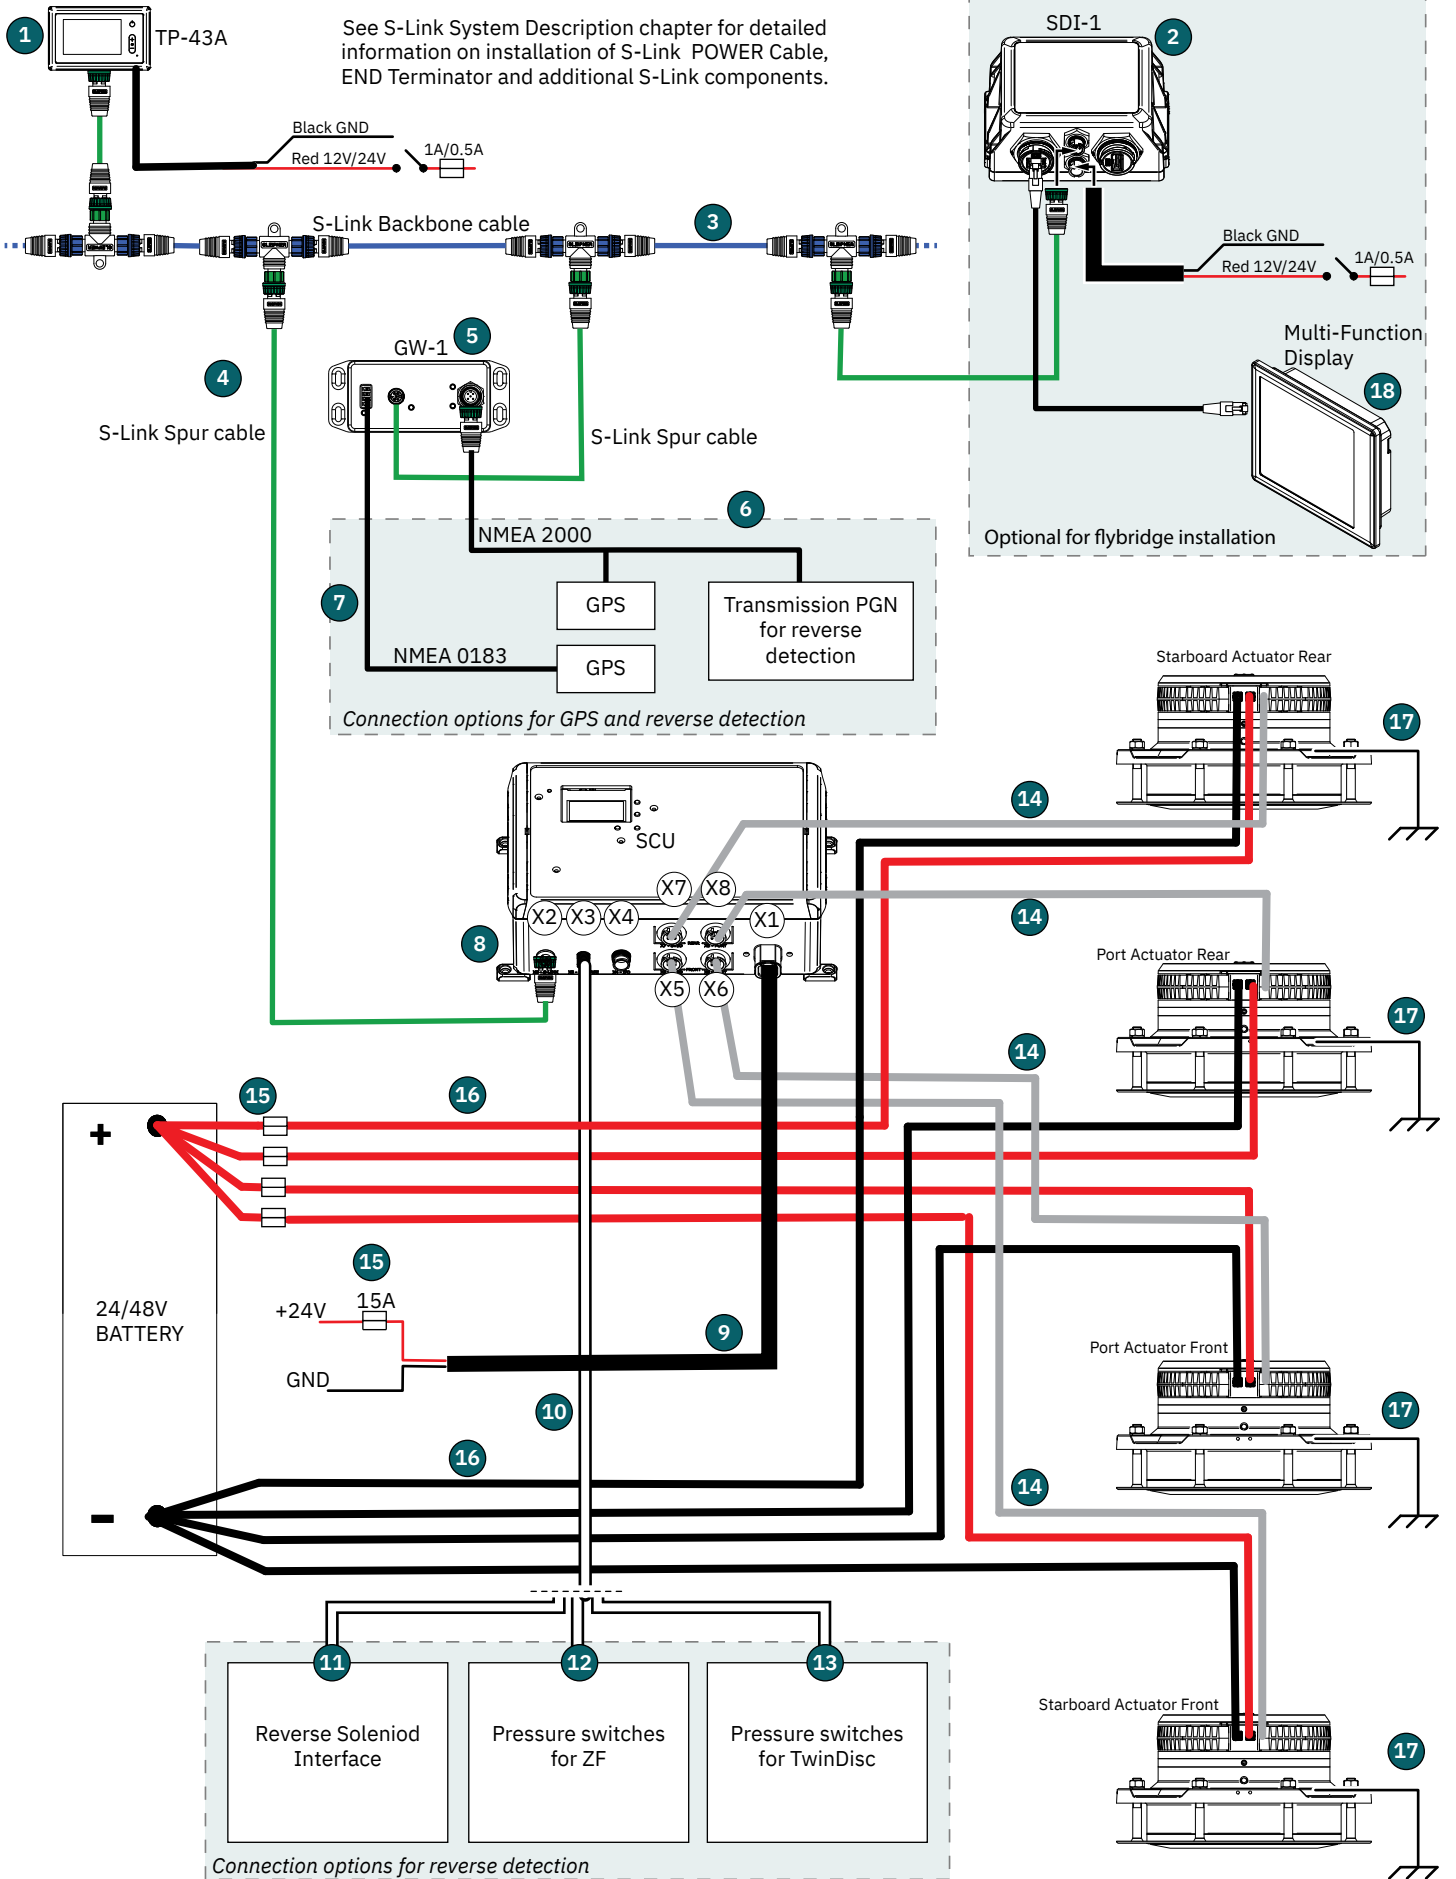 1
TP-43A
See S-Link System Description chapter for detailed
information on installation of S-Link POWER Cable,
END Terminator and additional S-Link components.
SDI-1
2
Black GND
Red 12V/24V
1A/0.5A
S-Link Backbone cable
3
Black GND
Red 12V/24V
1A/0.5A
4
GW-1
5
S-Link Spur cable
S-Link Spur cable
Multi-Function
Display
18
Optional for flybridge installation
6
NMEA 2000
7
GPS
Transmission PGN
for reverse
detection
NMEA 0183
GPS
Connection options for GPS and reverse detection
Starboard Actuator Rear
17
14
SCU
X7
X8
X2
X3
X4
X1
8
X5
X6
14
Port Actuator Rear
17
14
15
16
+
24/48V
BATTERY
15
+24V
15A
9
GND
10
Port Actuator Front
17
16
14
-
11
12
13
Reverse Soleniod
Interface
Pressure switches
for ZF
Pressure switches
for TwinDisc
Connection options for reverse detection
Starboard Actuator Front
17